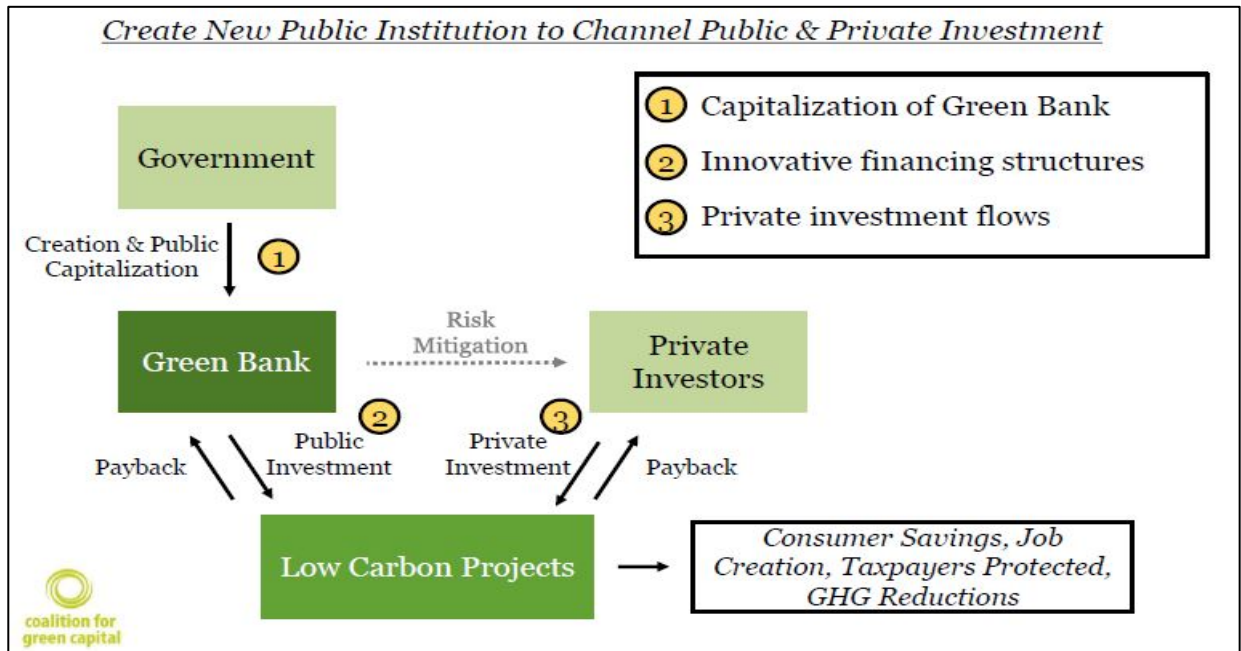 Create New Public Institution to Channel Public & Private Investment
1 Capitalization of Green Bank
2 Innovative financing structures
3 Private investment flows
Government
Creation & Public
Capitalization
1
Green Bank
Risk
Mitigation
Private
Investors
2
3
Payback
Public
Investment
Private
Investment
Payback
Low Carbon Projects
Consumer Savings, Job
Creation, Taxpayers Protected,
GHG Reductions
coalition for
green capital